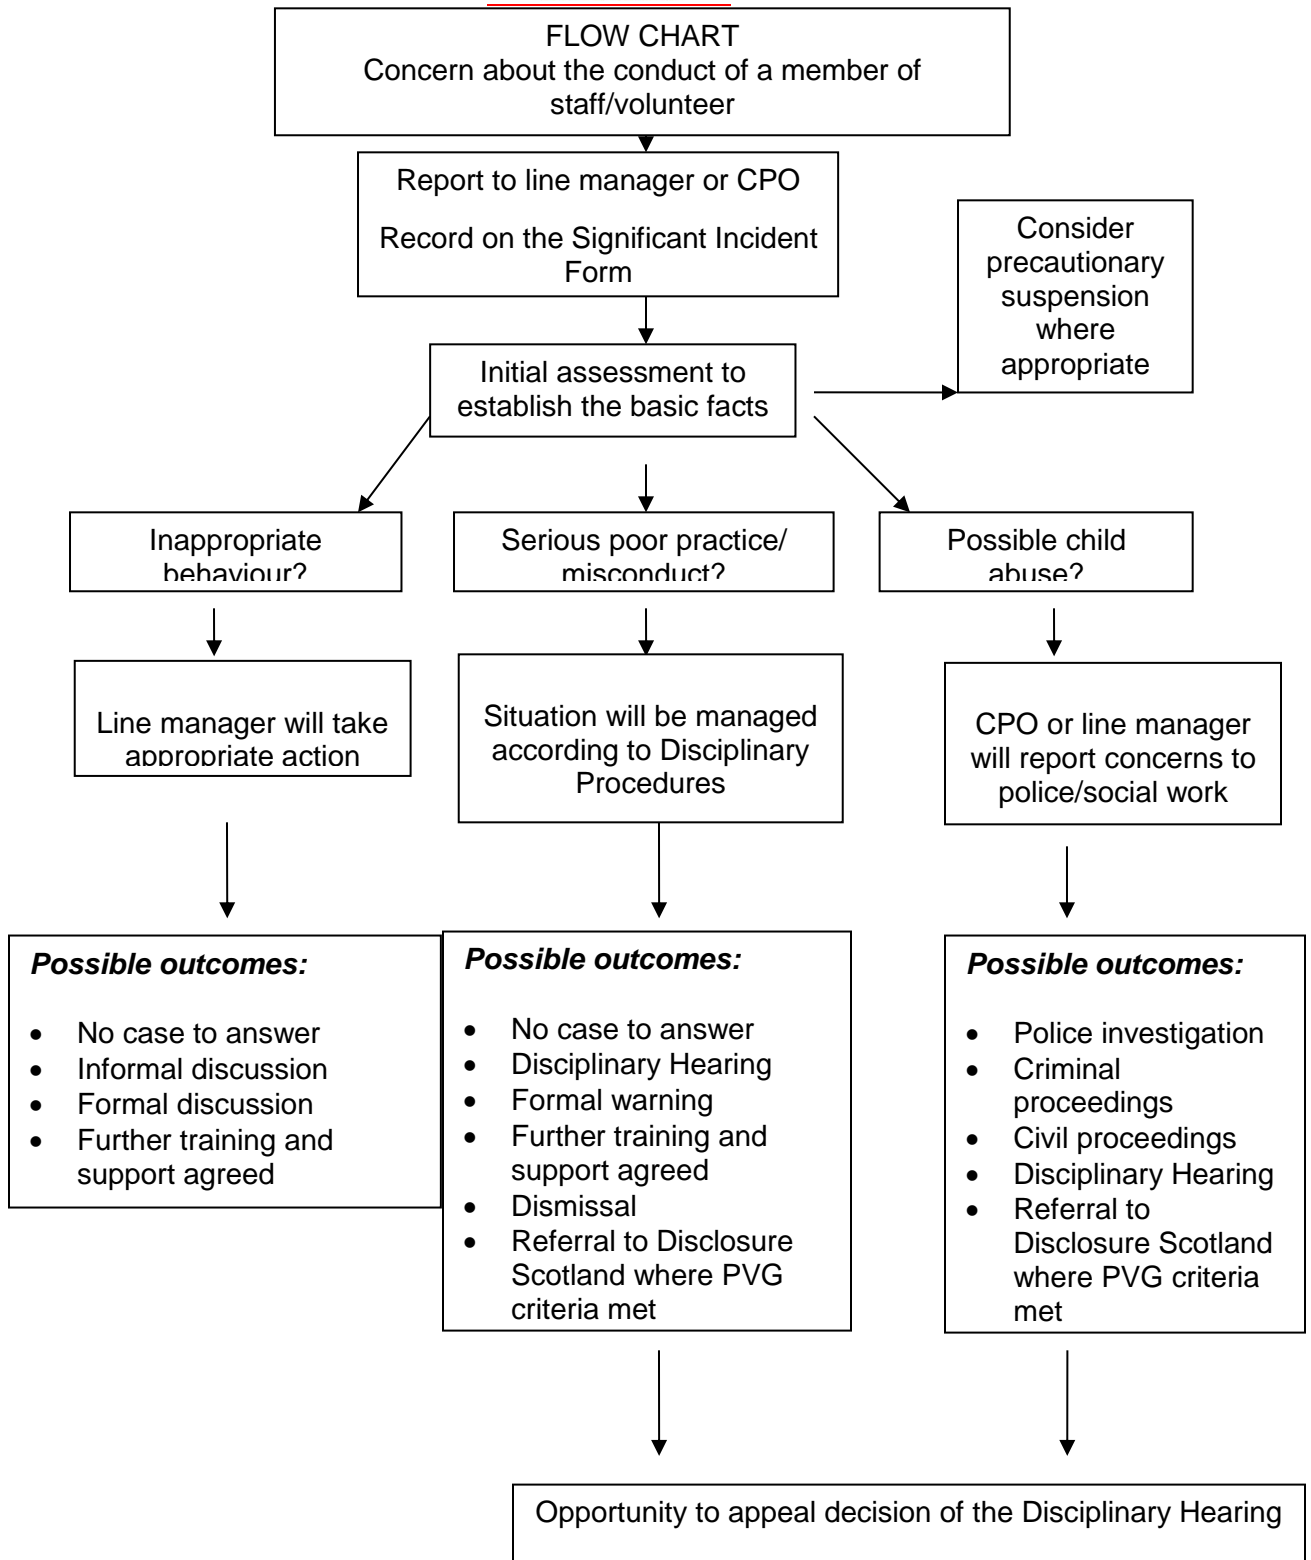 FLOW CHART
Concern about the conduct of a member of
staff/volunteer
Report to line manager or CPO
Record on the Significant Incident
Form
Consider
precautionary
suspension
where
appropriate
Initial assessment to
establish the basic facts
Inappropriate
behaviour?
Serious poor practice/
misconduct?
Possible child
abuse?
Line manager will take
appropriate action
Situation will be managed
according to Disciplinary
Procedures
CPO or line manager
will report concerns to
police/social work
Possible outcomes:
• No case to answer
• Informal discussion
• Formal discussion
• Further training and
support agreed
Possible outcomes:
• No case to answer
• Disciplinary Hearing
• Formal warning
• Further training and
support agreed
• Dismissal
• Referral to Disclosure
Scotland where PVG
criteria met
Possible outcomes:
• Police investigation
• Criminal
proceedings
• Civil proceedings
• Disciplinary Hearing
• Referral to
Disclosure Scotland
where PVG criteria
met
Opportunity to appeal decision of the Disciplinary Hearing